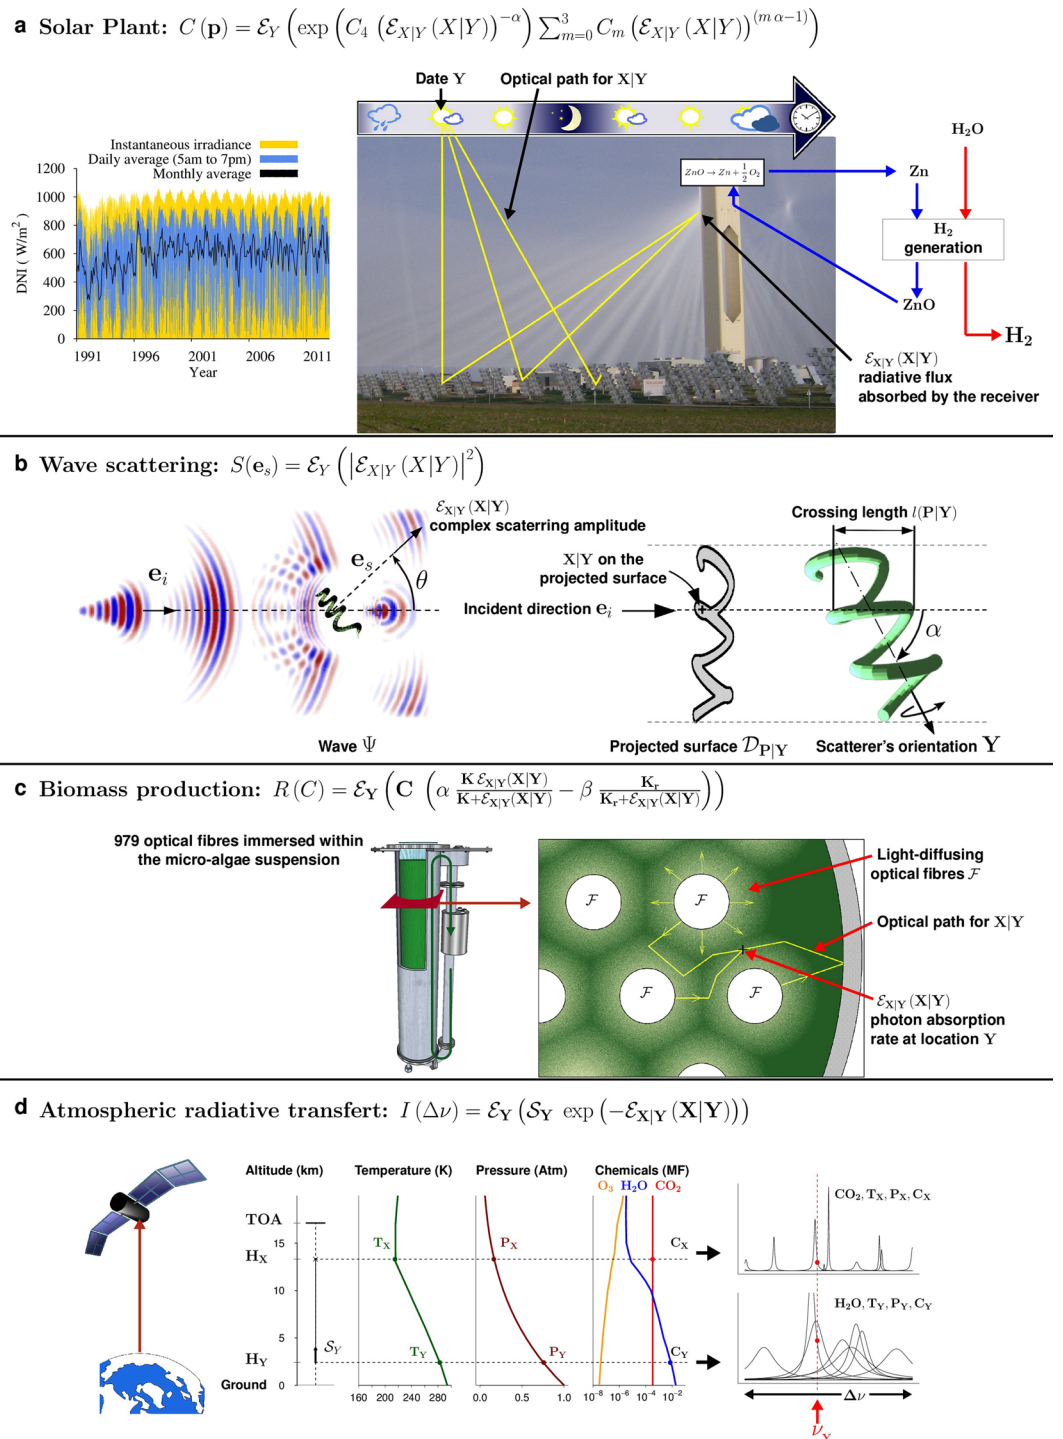 a Solar Plant: C(p) = ℰ_Y ( exp ( C_4 (ℰ_{X|Y}(X|Y))^{-α} ) ∑_{m=0}^{3} C_m (ℰ_{X|Y}(X|Y))^{(mα-1)} )
Date Y
Optical path for X|Y
Instantaneous irradiance
Daily average (5am to 7pm)
Monthly average
DNI ( W/m² )
1200
1000
800
600
400
200
0
1991 1996 2001 2006 2011
Year
ZnO → Zn + 1/2 O₂
H₂O
Zn
H₂
generation
ZnO
H₂
ℰ_{X|Y}(X|Y)
radiative flux
absorbed by the receiver
b Wave scattering: S(e_s) = ℰ_Y ( |ℰ_{X|Y}(X|Y)|² )
ℰ_{X|Y}(X|Y)
complex scaterring amplitude
e_i
e_s
θ
Wave Ψ
X|Y on the
projected surface
Incident direction e_i
Projected surface 𝒟_{P|Y}
Crossing length l(P|Y)
α
Scatterer's orientation Y
c Biomass production: R(C) = ℰ_Y ( C ( α K ℰ_{X|Y}(X|Y) / K+ℰ_{X|Y}(X|Y) − β K_r / K_r+ℰ_{X|Y}(X|Y) ) )
979 optical fibres immersed within
the micro-algae suspension
ℱ
ℱ
ℱ
ℱ
Light-diffusing
optical fibres ℱ
Optical path for X|Y
ℰ_{X|Y}(X|Y)
photon absorption
rate at location Y
d Atmospheric radiative transfert: I(Δν) = ℰ_Y ( 𝒮_Y exp ( −ℰ_{X|Y}(X|Y) ) )
Altitude (km) Temperature (K) Pressure (Atm) Chemicals (MF)
O₃ H₂O CO₂
TOA
15
H_X
10
5
H_Y
Ground
0
𝒮_Y
T_X
T_Y
160 200 240 280
P_X
P_Y
0.0 0.5 1.0
C_X
C_Y
10⁻⁸ 10⁻⁶ 10⁻⁴ 10⁻²
CO₂, T_X, P_X, C_X
H₂O, T_Y, P_Y, C_Y
Δν
ν_X